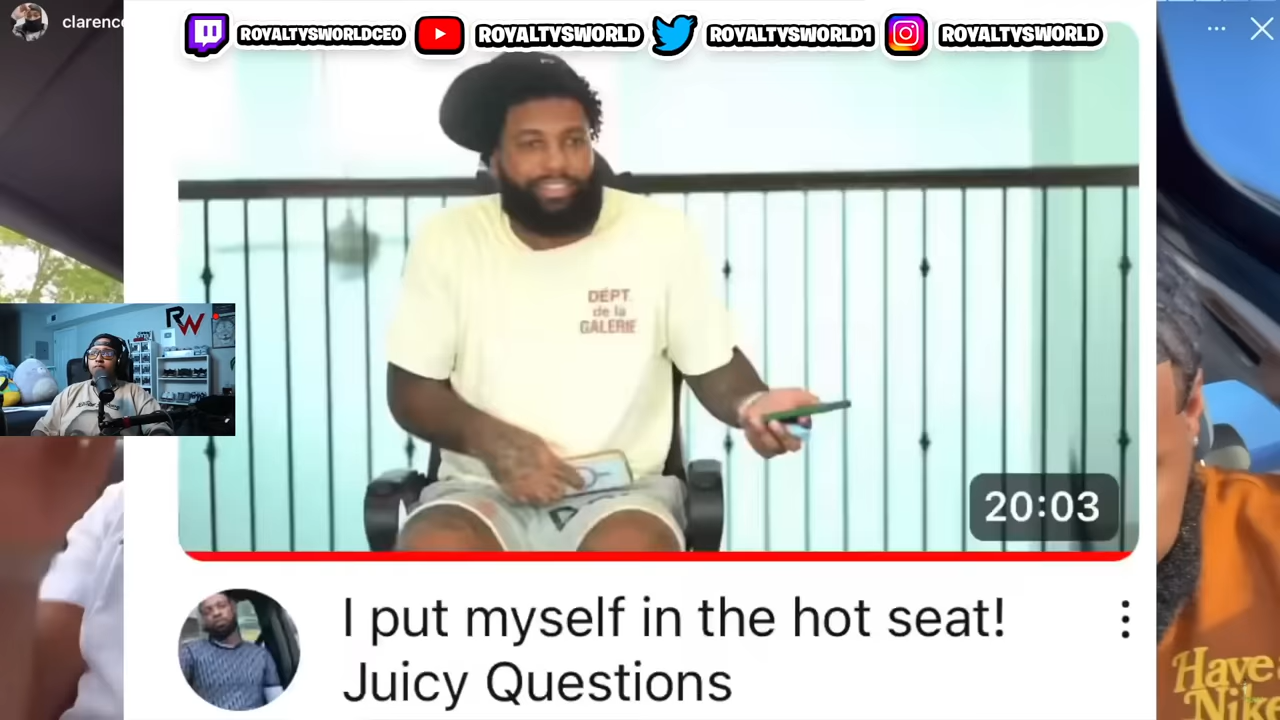 clarence
ROYALTYSWORLDCEO
ROYALTYSWORLD
ROYALTYSWORLD1
ROYALTYSWORLD
DÉPT.
de la
GALERIE
RW
20:03
I put myself in the hot seat!
Juicy Questions
Have
Nike